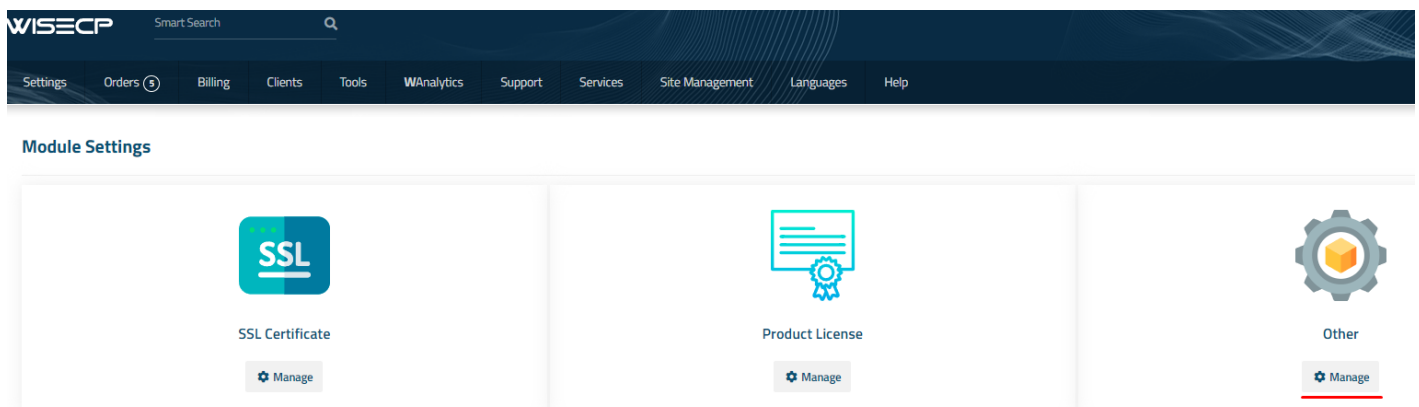 WISECP Smart Search
Settings Orders 5 Billing Clients Tools WAnalytics Support Services Site Management Languages Help
Module Settings
SSL
SSL Certificate Product License Other
Manage Manage Manage